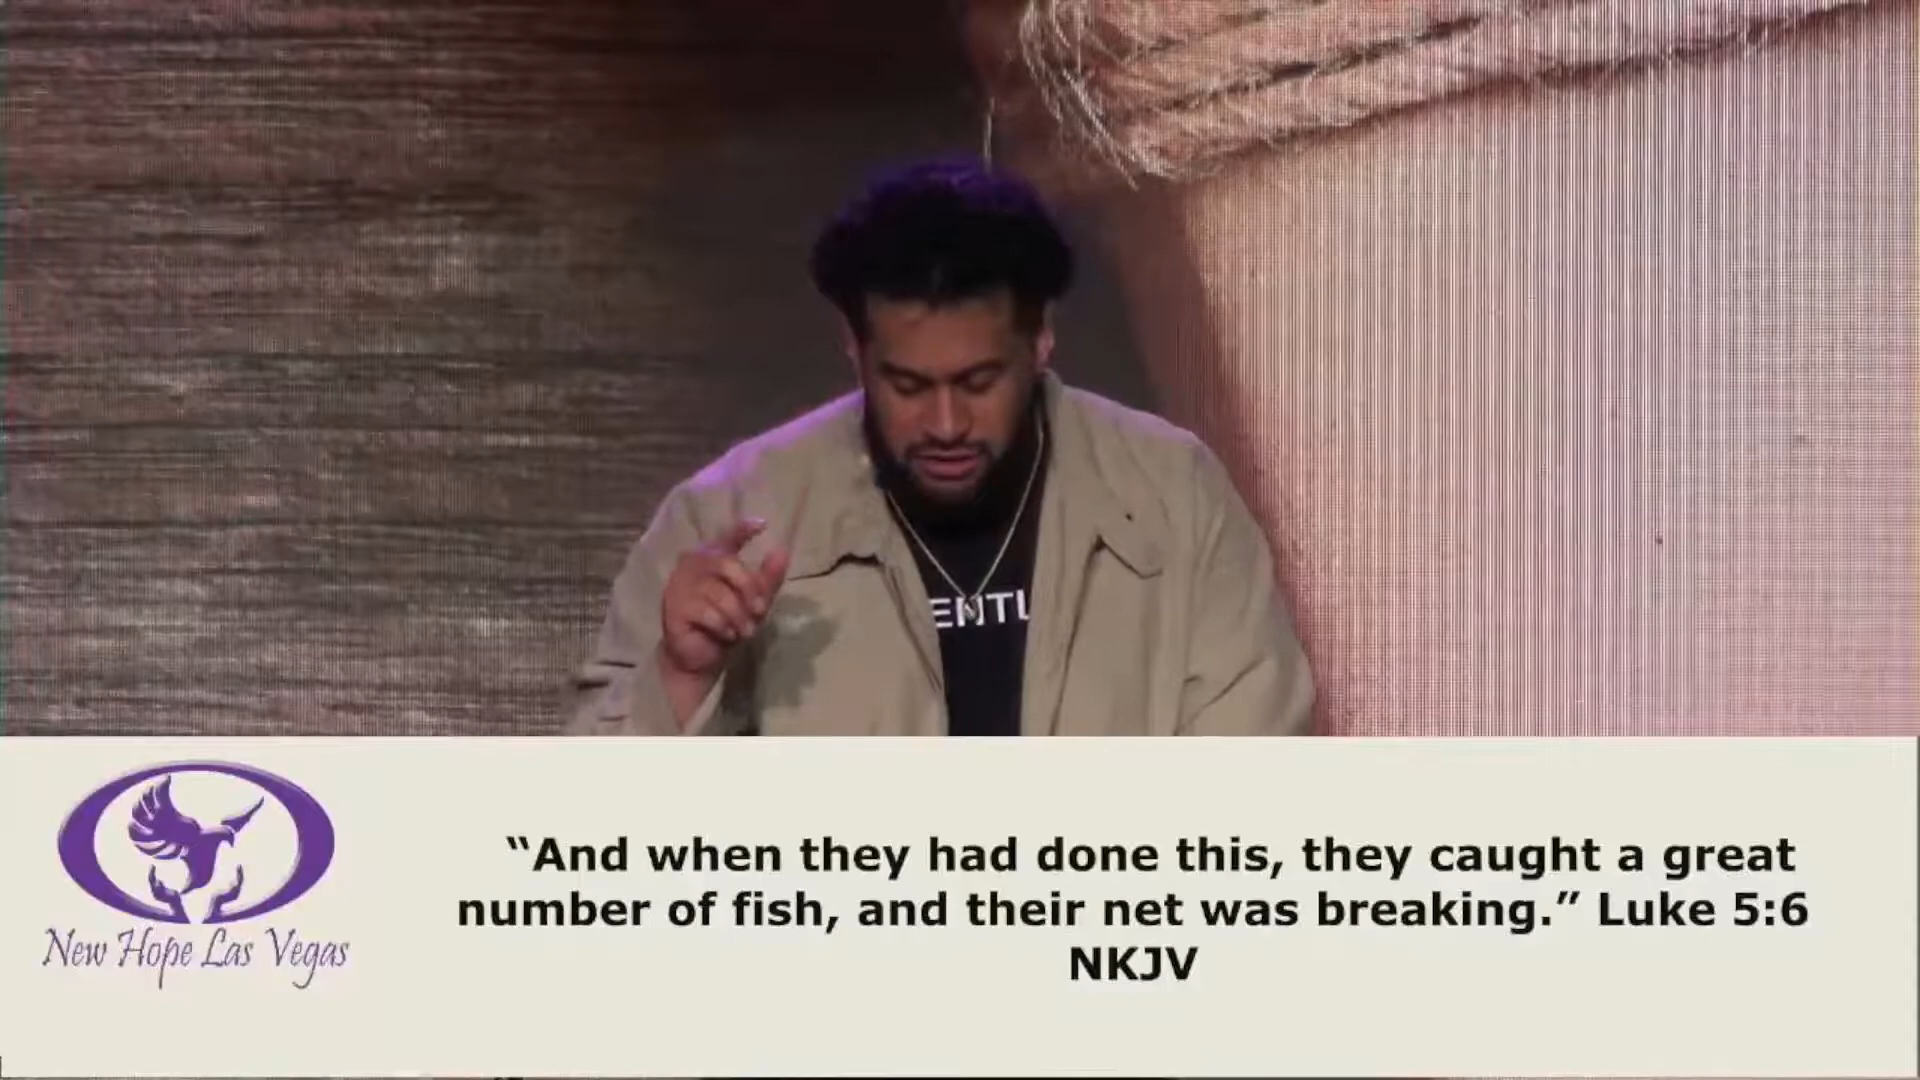 ENTL
New Hope Las Vegas
“And when they had done this, they caught a great
number of fish, and their net was breaking.” Luke 5:6
NKJV